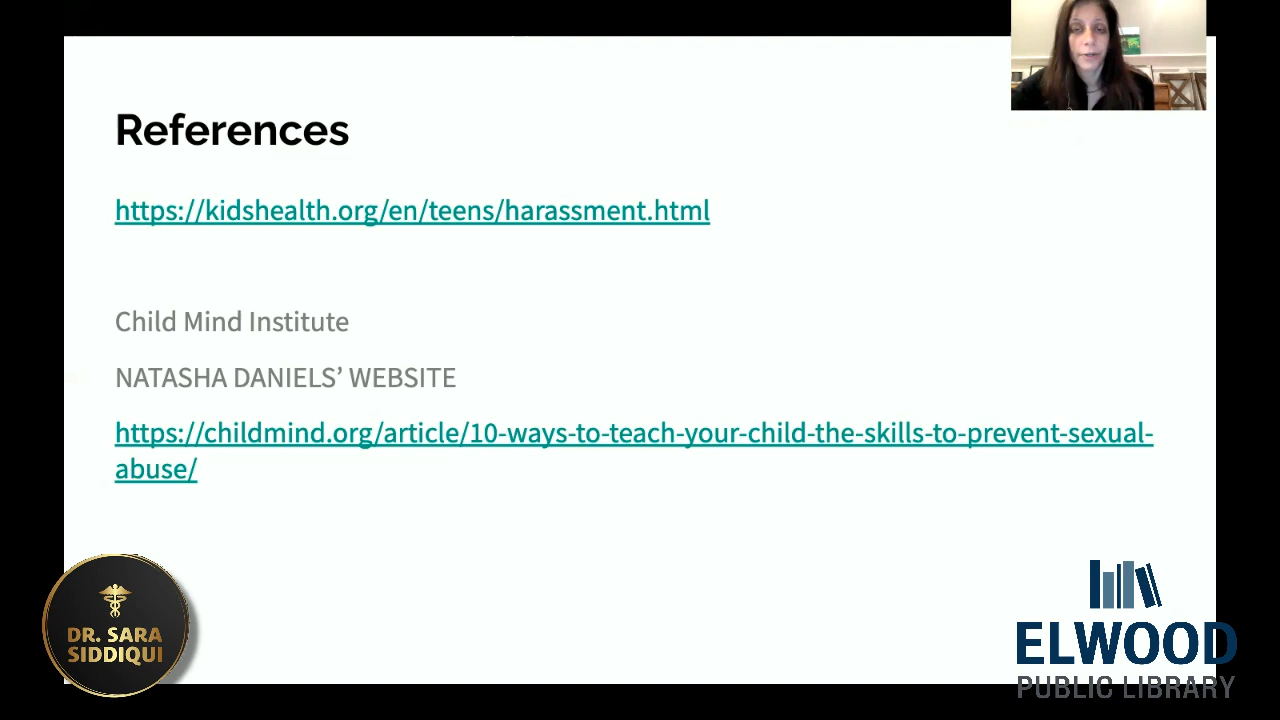 References
https://kidshealth.org/en/teens/harassment.html
Child Mind Institute
NATASHA DANIELS’ WEBSITE
https://childmind.org/article/10-ways-to-teach-your-child-the-skills-to-prevent-sexual-
abuse/
DR. SARA
SIDDIQUI
ELWOOD
PUBLIC LIBRARY